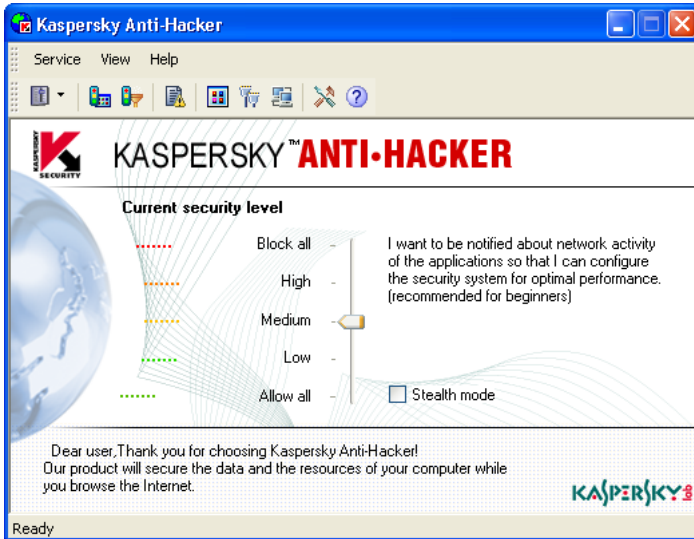 Kaspersky Anti-Hacker
Service View Help
KASPERSKY SECURITY
KASPERSKY™ ANTI•HACKER
Current security level
Block all
High
Medium
Low
Allow all
I want to be notified about network activity
of the applications so that I can configure
the security system for optimal performance.
(recommended for beginners)
Stealth mode
Dear user,Thank you for choosing Kaspersky Anti-Hacker!
Our product will secure the data and the resources of your computer while
you browse the Internet.
KASPERSKY lab
Ready